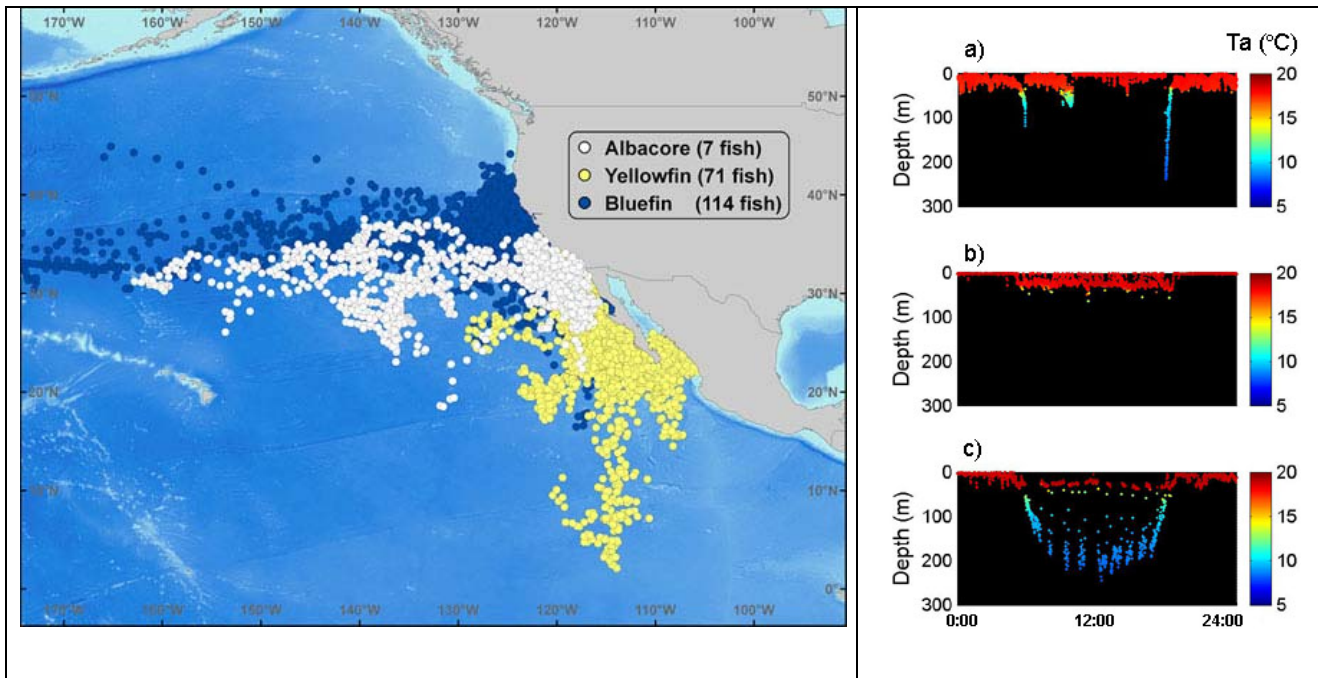 170°W 160°W 150°W 140°W 130°W 120°W 110°W 100°W
50°N
40°N
30°N
20°N
10°N
0°
170°W 160°W 150°W 140°W 130°W 120°W 110°W 100°W
Albacore (7 fish)
Yellowfin (71 fish)
Bluefin (114 fish)
a)
Ta (°C)
Depth (m)
0
100
200
300
20
15
10
5
b)
Depth (m)
0
100
200
300
20
15
10
5
c)
Depth (m)
0
100
200
300
20
15
10
5
0:00 12:00 24:00